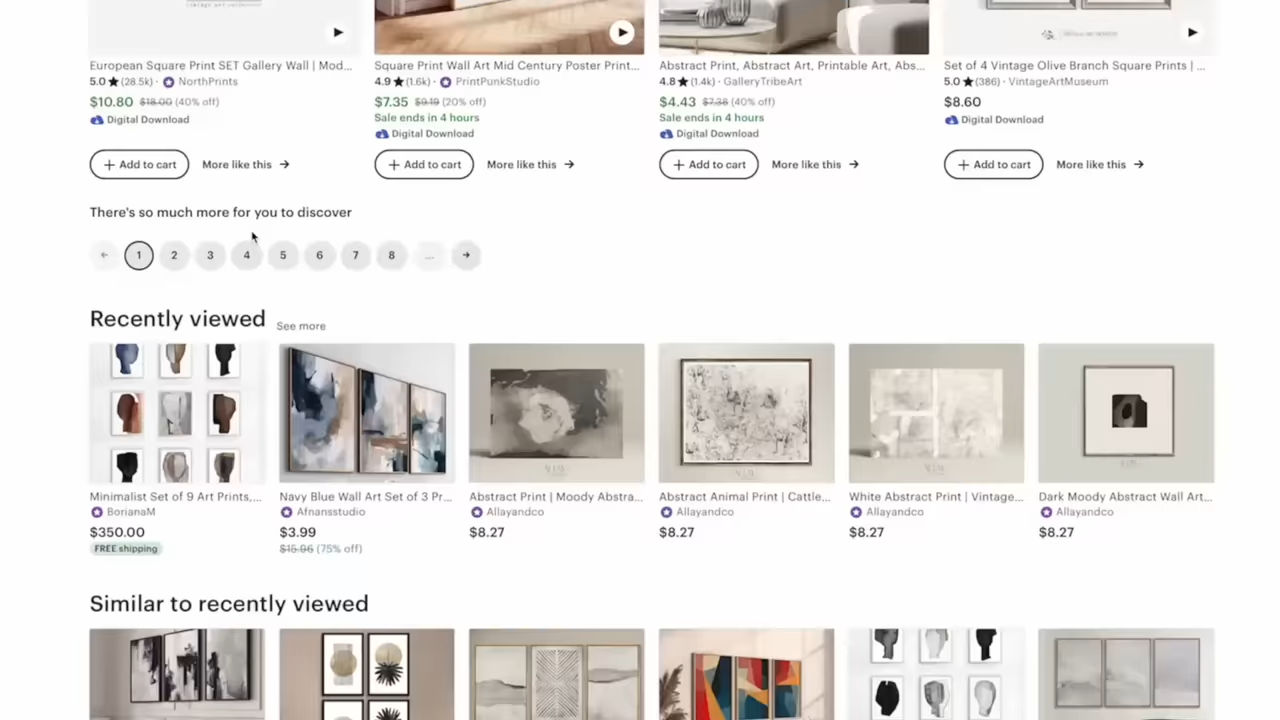 vintage art collection
European Square Print SET Gallery Wall | Mod...
5.0 ★ (28.5k) · NorthPrints
$10.80 $18.00 (40% off)
Digital Download
+ Add to cart More like this →
Square Print Wall Art Mid Century Poster Print...
4.9 ★ (1.6k) · PrintPunkStudio
$7.35 $9.19 (20% off)
Sale ends in 4 hours
Digital Download
+ Add to cart More like this →
Abstract Print, Abstract Art, Printable Art, Abs...
4.8 ★ (1.4k) · GalleryTribeArt
$4.43 $7.38 (40% off)
Sale ends in 4 hours
Digital Download
+ Add to cart More like this →
Set of 4 Vintage Olive Branch Square Prints | ...
5.0 ★ (386) · VintageArtMuseum
$8.60
Digital Download
+ Add to cart More like this →
There's so much more for you to discover
← 1 2 3 4 5 6 7 8 ... →
Recently viewed See more
Minimalist Set of 9 Art Prints,...
BorianaM
$350.00
FREE shipping
Navy Blue Wall Art Set of 3 Pr...
Afnansstudio
$3.99
$15.96 (75% off)
Abstract Print | Moody Abstra...
Allayandco
$8.27
Abstract Animal Print | Cattle...
Allayandco
$8.27
White Abstract Print | Vintage...
Allayandco
$8.27
Dark Moody Abstract Wall Art...
Allayandco
$8.27
Similar to recently viewed